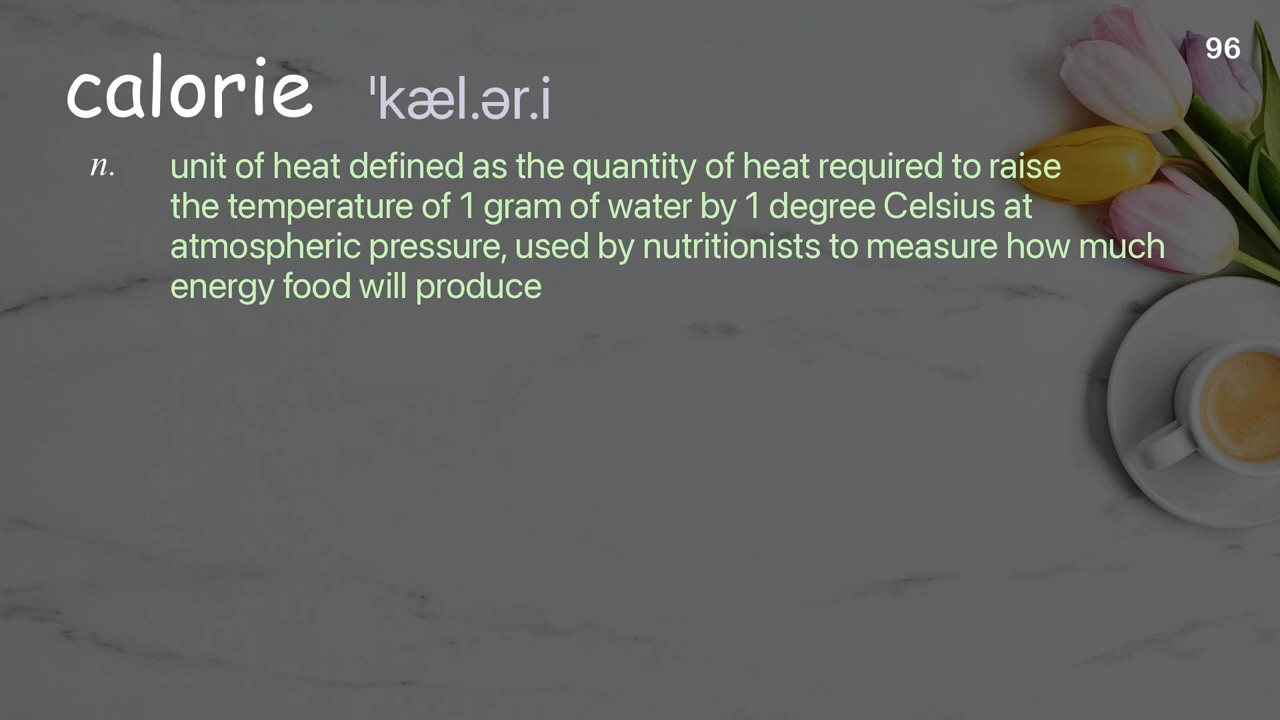 96
calorie ˈkæl.ər.i
n. unit of heat defined as the quantity of heat required to raise
the temperature of 1 gram of water by 1 degree Celsius at
atmospheric pressure, used by nutritionists to measure how much
energy food will produce